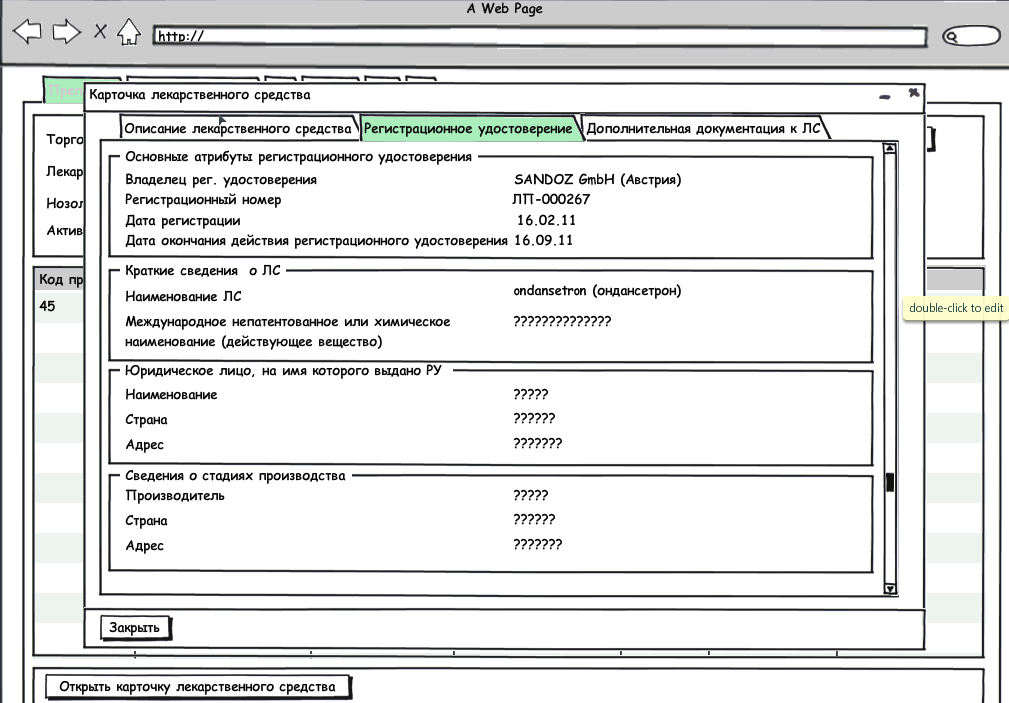 A Web Page
http://
Карточка лекарственного средства
Описание лекарственного средства Регистрационное удостоверение Дополнительная документация к ЛС
Основные атрибуты регистрационного удостоверения
Владелец рег. удостоверения SANDOZ GmbH (Австрия)
Регистрационный номер ЛП-000267
Дата регистрации 16.02.11
Дата окончания действия регистрационного удостоверения 16.09.11
Краткие сведения о ЛС
Наименование ЛС ondansetron (ондансетрон)
Международное непатентованное или химическое ??????????????
наименование (действующее вещество)
Юридическое лицо, на имя которого выдано РУ
Наименование ?????
Страна ??????
Адрес ???????
Сведения о стадиях производства
Производитель ?????
Страна ??????
Адрес ???????
Закрыть
Торго
Лекар
Нозол
Актив
Код пр
45
double-click to edit
Открыть карточку лекарственного средства